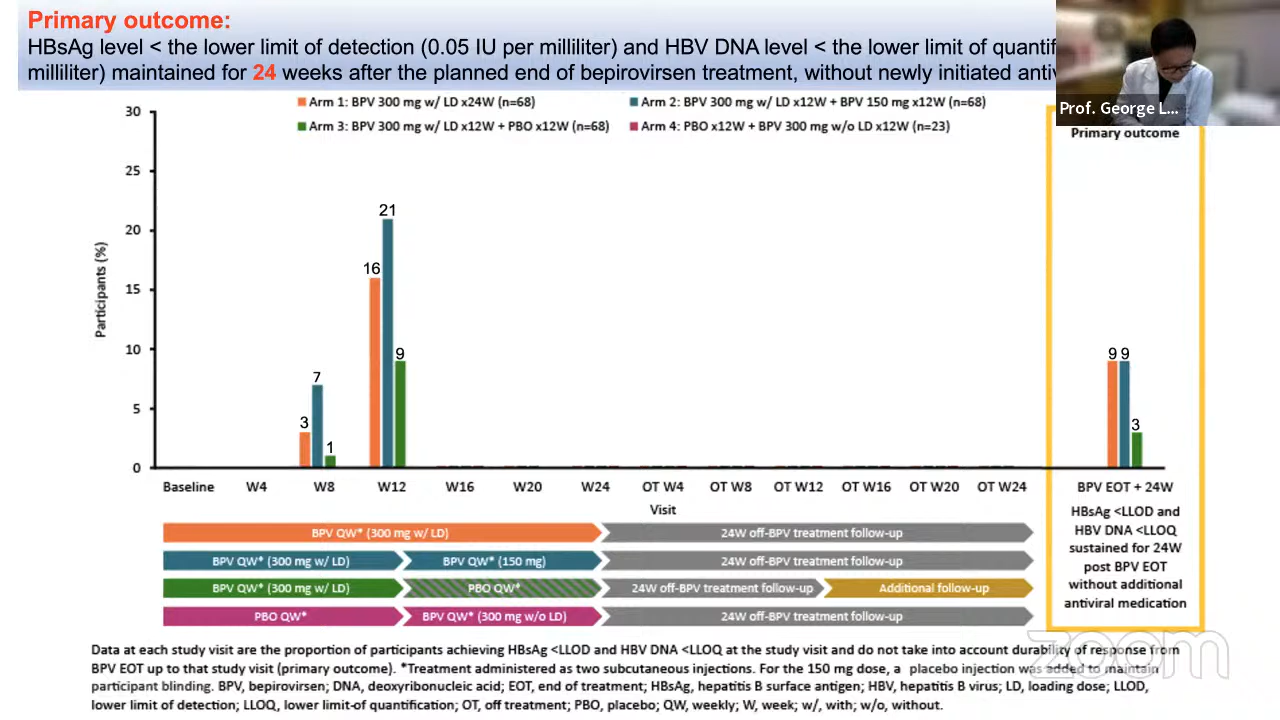 Primary outcome:
HBsAg level < the lower limit of detection (0.05 IU per milliliter) and HBV DNA level < the lower limit of
milliliter) maintained for 24 weeks after the planned end of bepirovirsen treatment, without newly initiated
Prof. George L...
Arm 1: BPV 300 mg w/ LD x24W (n=68)
Arm 2: BPV 300 mg w/ LD x12W + BPV 150 mg x12W (n=68)
Arm 3: BPV 300 mg w/ LD x12W + PBO x12W (n=68)
Arm 4: PBO x12W + BPV 300 mg w/o LD x12W (n=23)
Primary outcome
Participants (%)
30
25
20
15
10
5
0
3
7
1
16
21
9
9
9
3
Baseline
W4
W8
W12
W16
W20
W24
OT W4
OT W8
OT W12
OT W16
OT W20
OT W24
BPV EOT + 24W
Visit
HBsAg <LLOD and
HBV DNA <LLOQ
sustained for 24W
post BPV EOT
without additional
antiviral medication
BPV QW* (300 mg w/ LD)
24W off-BPV treatment follow-up
BPV QW* (300 mg w/ LD)
BPV QW* (150 mg)
24W off-BPV treatment follow-up
BPV QW* (300 mg w/ LD)
PBO QW*
24W off-BPV treatment follow-up
Additional follow-up
PBO QW*
BPV QW* (300 mg w/o LD)
24W off-BPV treatment follow-up
Data at each study visit are the proportion of participants achieving HBsAg <LLOD and HBV DNA <LLOQ at the study visit and do not take into account durability of response from
BPV EOT up to that study visit (primary outcome). *Treatment administered as two subcutaneous injections. For the 150 mg dose, a placebo injection was added to maintain
participant blinding. BPV, bepirovirsen; DNA, deoxyribonucleic acid; EOT, end of treatment; HBsAg, hepatitis B surface antigen; HBV, hepatitis B virus; LD, loading dose; LLOD,
lower limit of detection; LLOQ, lower limit-of quantification; OT, off treatment; PBO, placebo; QW, weekly; W, week; w/, with; w/o, without.
zoom